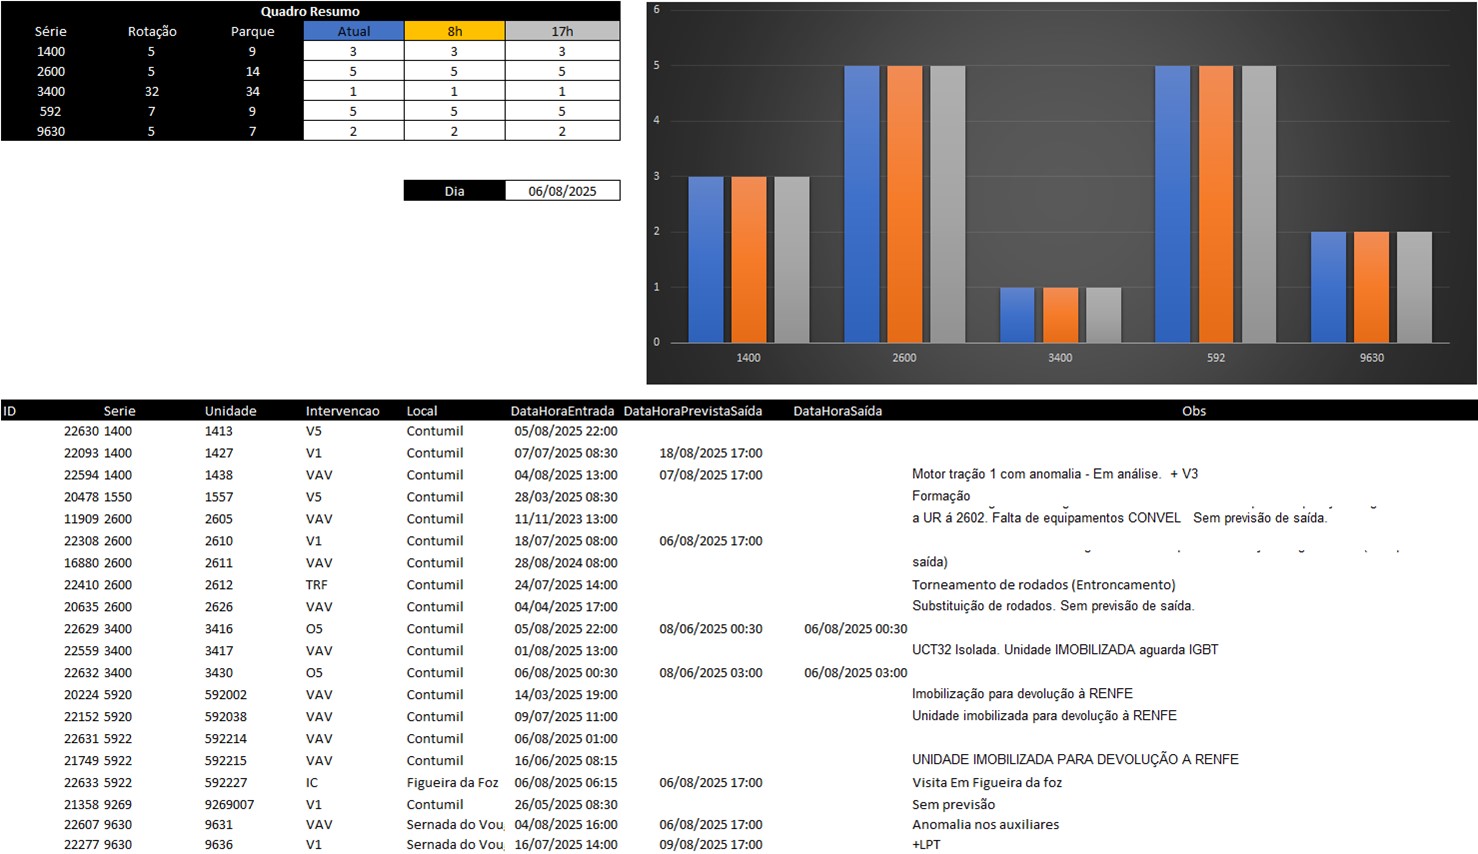 Quadro Resumo
Série Rotação Parque Atual 8h 17h
1400 5 9 3 3 3
2600 5 14 5 5 5
3400 32 34 1 1 1
592 7 9 5 5 5
9630 5 7 2 2 2
Dia 06/08/2025
6
5
4
3
2
1
0
1400 2600 3400 592 9630
ID Serie Unidade Intervencao Local DataHoraEntrada DataHoraPrevistaSaída DataHoraSaída Obs
22630 1400 1413 V5 Contumil 05/08/2025 22:00
22093 1400 1427 V1 Contumil 07/07/2025 08:30 18/08/2025 17:00
22594 1400 1438 VAV Contumil 04/08/2025 13:00 07/08/2025 17:00 Motor tração 1 com anomalia - Em análise. + V3
20478 1550 1557 V5 Contumil 28/03/2025 08:30 Formação
11909 2600 2605 VAV Contumil 11/11/2023 13:00 a UR á 2602. Falta de equipamentos CONVEL Sem previsão de saída.
22308 2600 2610 V1 Contumil 18/07/2025 08:00 06/08/2025 17:00
16880 2600 2611 VAV Contumil 28/08/2024 08:00 saída)
22410 2600 2612 TRF Contumil 24/07/2025 14:00 Torneamento de rodados (Entroncamento)
20635 2600 2626 VAV Contumil 04/04/2025 17:00 Substituição de rodados. Sem previsão de saída.
22629 3400 3416 O5 Contumil 05/08/2025 22:00 08/06/2025 00:30 06/08/2025 00:30
22559 3400 3417 VAV Contumil 01/08/2025 13:00 UCT32 Isolada. Unidade IMOBILIZADA aguarda IGBT
22632 3400 3430 O5 Contumil 06/08/2025 00:30 08/06/2025 03:00 06/08/2025 03:00
20224 5920 592002 VAV Contumil 14/03/2025 19:00 Imobilização para devolução à RENFE
22152 5920 592038 VAV Contumil 09/07/2025 11:00 Unidade imobilizada para devolução à RENFE
22631 5922 592214 VAV Contumil 06/08/2025 01:00
21749 5922 592215 VAV Contumil 16/06/2025 08:15 UNIDADE IMOBILIZADA PARA DEVOLUÇÃO A RENFE
22633 5922 592227 IC Figueira da Foz 06/08/2025 06:15 06/08/2025 17:00 Visita Em Figueira da foz
21358 9269 9269007 V1 Contumil 26/05/2025 08:30 Sem previsão
22607 9630 9631 VAV Sernada do Vou 04/08/2025 16:00 06/08/2025 17:00 Anomalia nos auxiliares
22277 9630 9636 V1 Sernada do Vou 16/07/2025 14:00 09/08/2025 17:00 +LPT